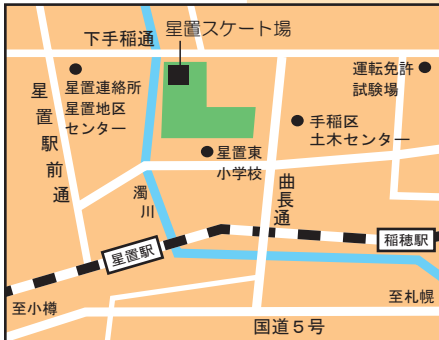 下手稲通
星置スケート場
運転免許
試験場
星置連絡所
星置地区
センター
星置駅前通
手稲区
土木センター
星置東
小学校
濁川
曲長通
星置駅
稲穂駅
至小樽
至札幌
国道５号